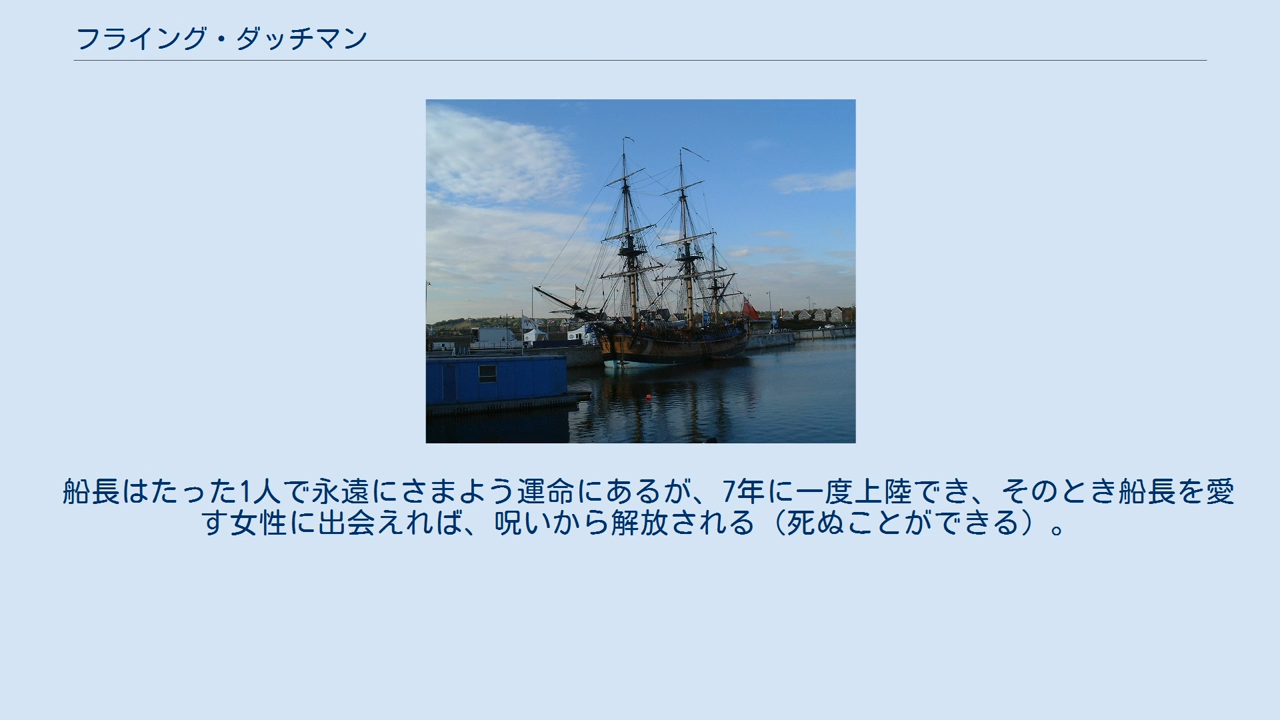 フライング・ダッチマン
船長はたった1人で永遠にさまよう運命にあるが、7年に一度上陸でき、そのとき船長を愛
す女性に出会えれば、呪いから解放される（死ぬことができる）。